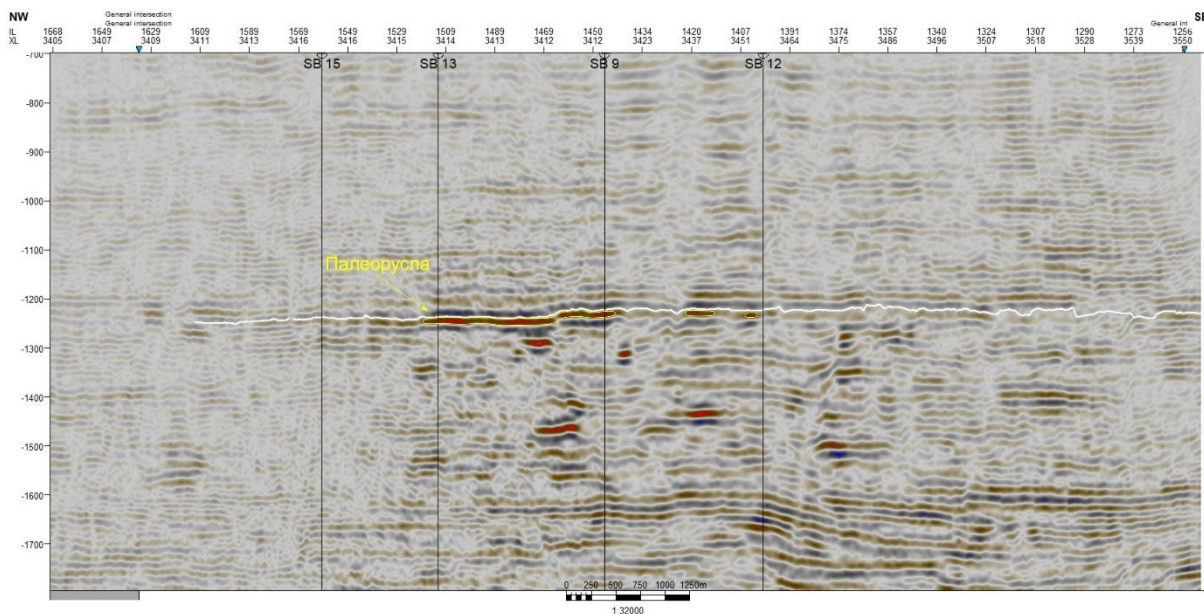 NW
General intersection
General intersection
General int
SE
IL 1668 1649 1629 1609 1589 1569 1549 1529 1509 1489 1469 1450 1434 1420 1407 1391 1374 1357 1340 1324 1307 1290 1273 1256
XL 3405 3407 3409 3411 3413 3416 3414 3415 3414 3413 3412 3412 3423 3437 3451 3464 3475 3486 3496 3507 3518 3528 3539 3550
-700
SB 15
SB 13
SB 9
SB 12
-800
-900
-1000
-1100
Палеорусла
-1200
-1300
-1400
-1500
-1600
-1700
0 250 500 750 1000 1250m
1:32000